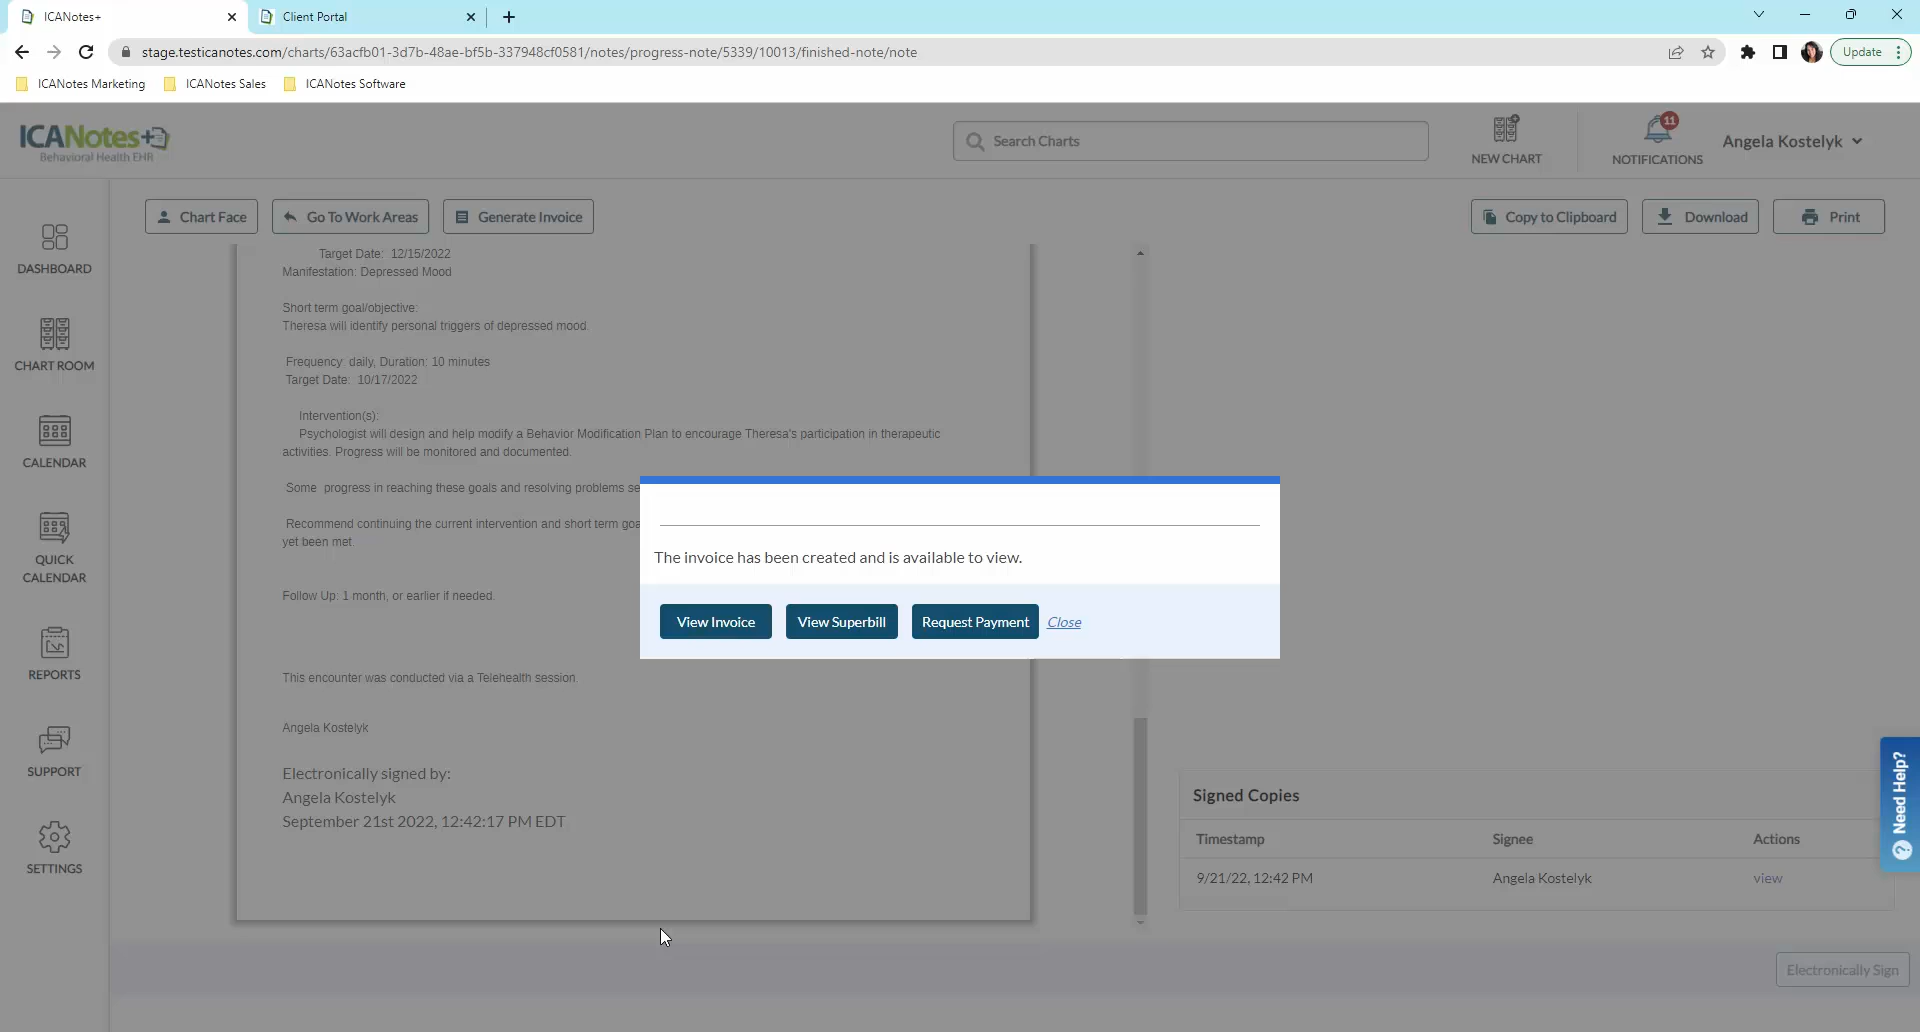 ICANotes+
Client Portal
stage.testicanotes.com/charts/63acfb01-3d7b-48ae-bf5b-337948cf0581/notes/progress-note/5339/10013/finished-note/note
Update
ICANotes Marketing
ICANotes Sales
ICANotes Software
ICANotes+
Behavioral Health EHR
Search Charts
NEW CHART
11
NOTIFICATIONS
Angela Kostelyk
Chart Face
Go To Work Areas
Generate Invoice
Copy to Clipboard
Download
Print
DASHBOARD
CHART ROOM
CALENDAR
QUICK
CALENDAR
REPORTS
SUPPORT
SETTINGS
Target Date: 12/15/2022
Manifestation: Depressed Mood
Short term goal/objective:
Theresa will identify personal triggers of depressed mood.
Frequency: daily, Duration: 10 minutes
Target Date: 10/17/2022
Intervention(s):
Psychologist will design and help modify a Behavior Modification Plan to encourage Theresa's participation in therapeutic
activities. Progress will be monitored and documented.
Some progress in reaching these goals and resolving problems se
Recommend continuing the current intervention and short term goa
yet been met.
Follow Up: 1 month, or earlier if needed.
This encounter was conducted via a Telehealth session.
Angela Kostelyk
Electronically signed by:
Angela Kostelyk
September 21st 2022, 12:42:17 PM EDT
The invoice has been created and is available to view.
View Invoice
View Superbill
Request Payment
Close
Need Help?
Signed Copies
Timestamp Signee Actions
9/21/22, 12:42 PM Angela Kostelyk view
Electronically Sign